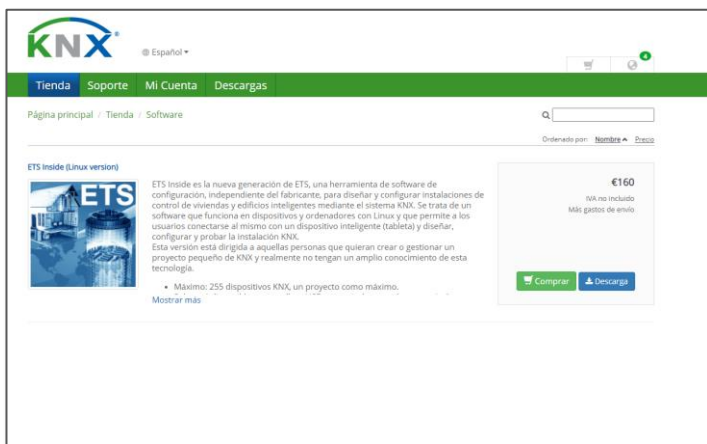 KNX
Español
4
Tienda Soporte Mi Cuenta Descargas
Página principal / Tienda / Software
Ordenado por: Nombre Precio
ETS Inside (Linux version)
ETS
ETS Inside es la nueva generación de ETS, una herramienta de software de
configuración, independiente del fabricante, para diseñar y configurar instalaciones de
control de viviendas y edificios inteligentes mediante el sistema KNX. Se trata de un
software que funciona en dispositivos y ordenadores con Linux y que permite a los
usuarios conectarse al mismo con un dispositivo inteligente (tableta) y diseñar,
configurar y probar la instalación KNX.
Esta versión está dirigida a aquellas personas que quieran crear o gestionar un
proyecto pequeño de KNX y realmente no tengan un amplio conocimiento de esta
tecnología.
• Máximo: 255 dispositivos KNX, un proyecto como máximo.
Mostrar más
€160
IVA no incluido
Más gastos de envío
Comprar Descarga